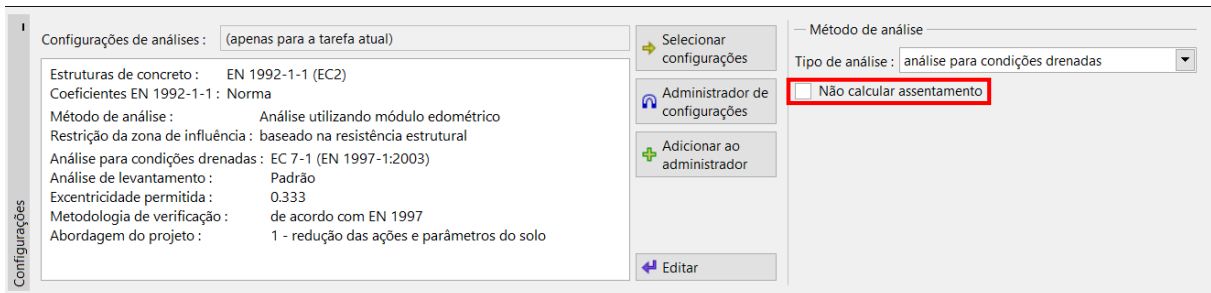 Configurações
Configurações de análises : (apenas para a tarefa atual)
Estruturas de concreto : EN 1992-1-1 (EC2)
Coeficientes EN 1992-1-1 : Norma
Método de análise : Análise utilizando módulo edométrico
Restrição da zona de influência : baseado na resistência estrutural
Análise para condições drenadas : EC 7-1 (EN 1997-1:2003)
Análise de levantamento : Padrão
Excentricidade permitida : 0.333
Metodologia de verificação : de acordo com EN 1997
Abordagem do projeto : 1 - redução das ações e parâmetros do solo
Selecionar
configurações
Administrador de
configurações
Adicionar ao
administrador
Editar
Método de análise
Tipo de análise : análise para condições drenadas
Não calcular assentamento